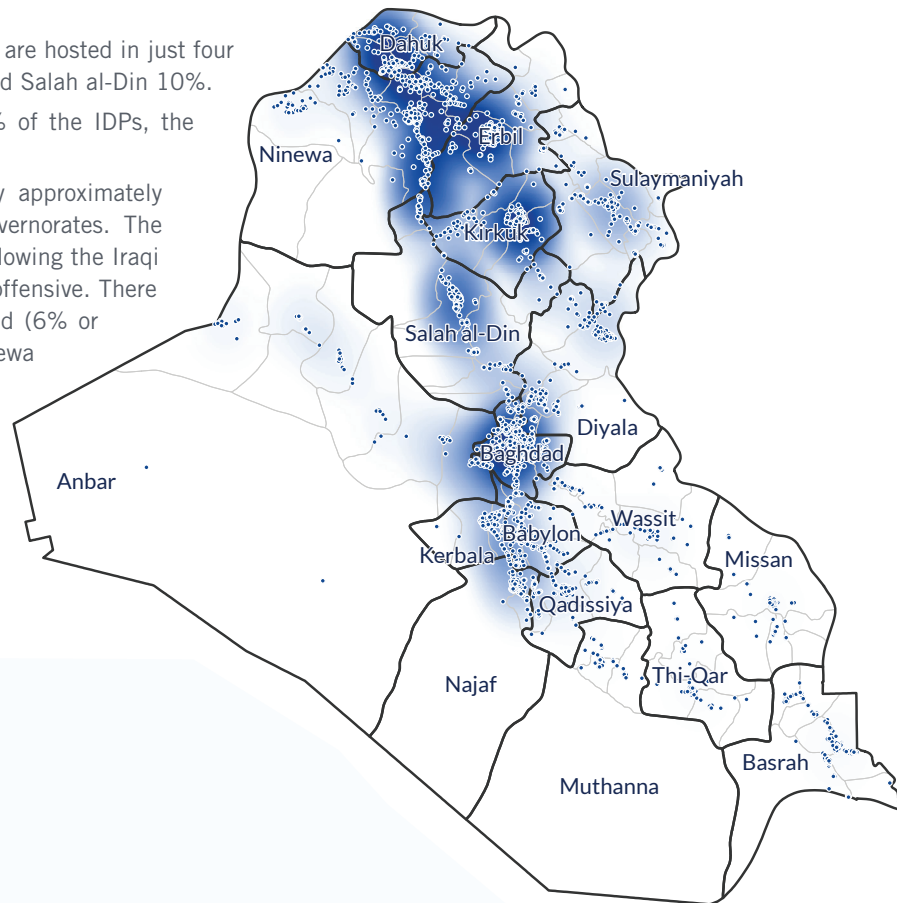 are hosted in just four
d Salah al-Din 10%.
% of the IDPs, the
y approximately
vernorates. The
lowing the Iraqi
offensive. There
d (6% or
ewa
Dahuk
Erbil
Ninewa
Sulaymaniyah
Kirkuk
Salah al-Din
Diyala
Baghdad
Anbar
Wassit
Babylon
Kerbala
Missan
Qadissiya
Thi-Qar
Najaf
Basrah
Muthanna